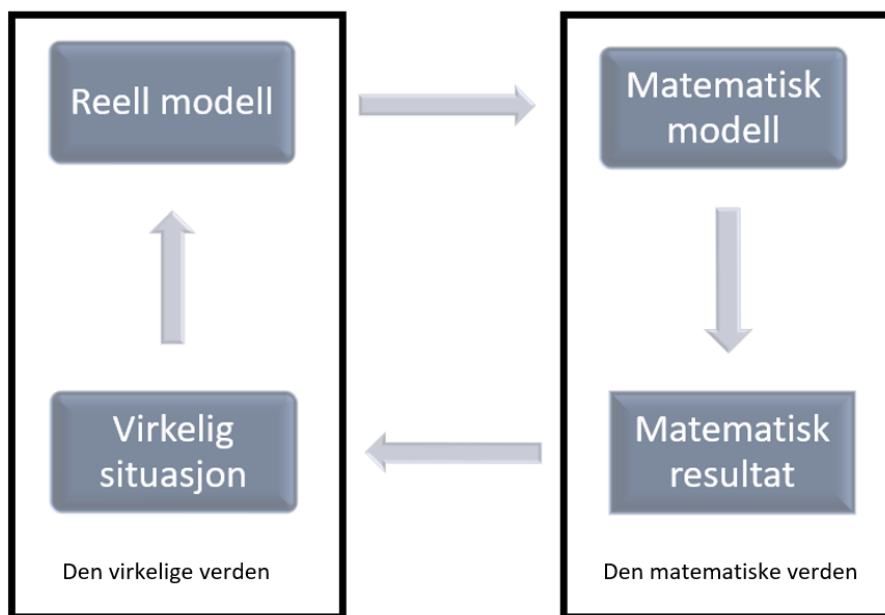 Reell modell
Matematisk
modell
Virkelig
situasjon
Matematisk
resultat
Den virkelige verden
Den matematiske verden